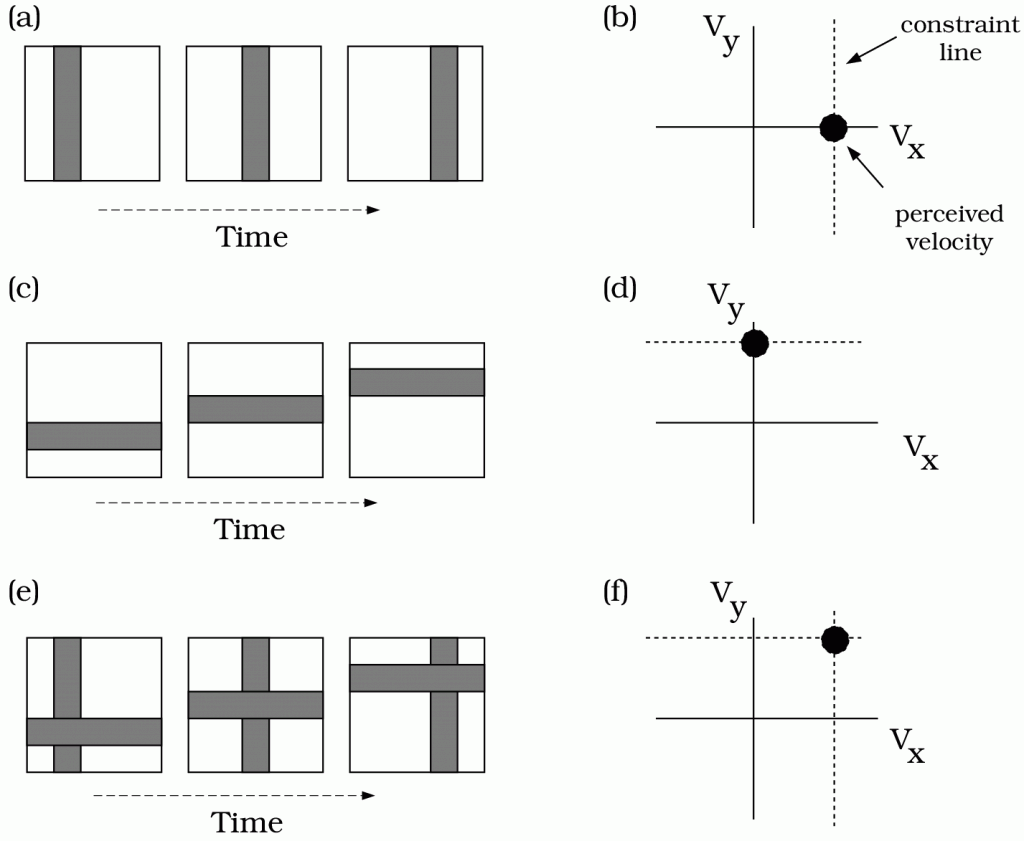 (a)
(b)
V_y
constraint
line
V_x
perceived
velocity
Time
(c)
(d)
V_y
V_x
Time
(e)
(f)
V_y
V_x
Time